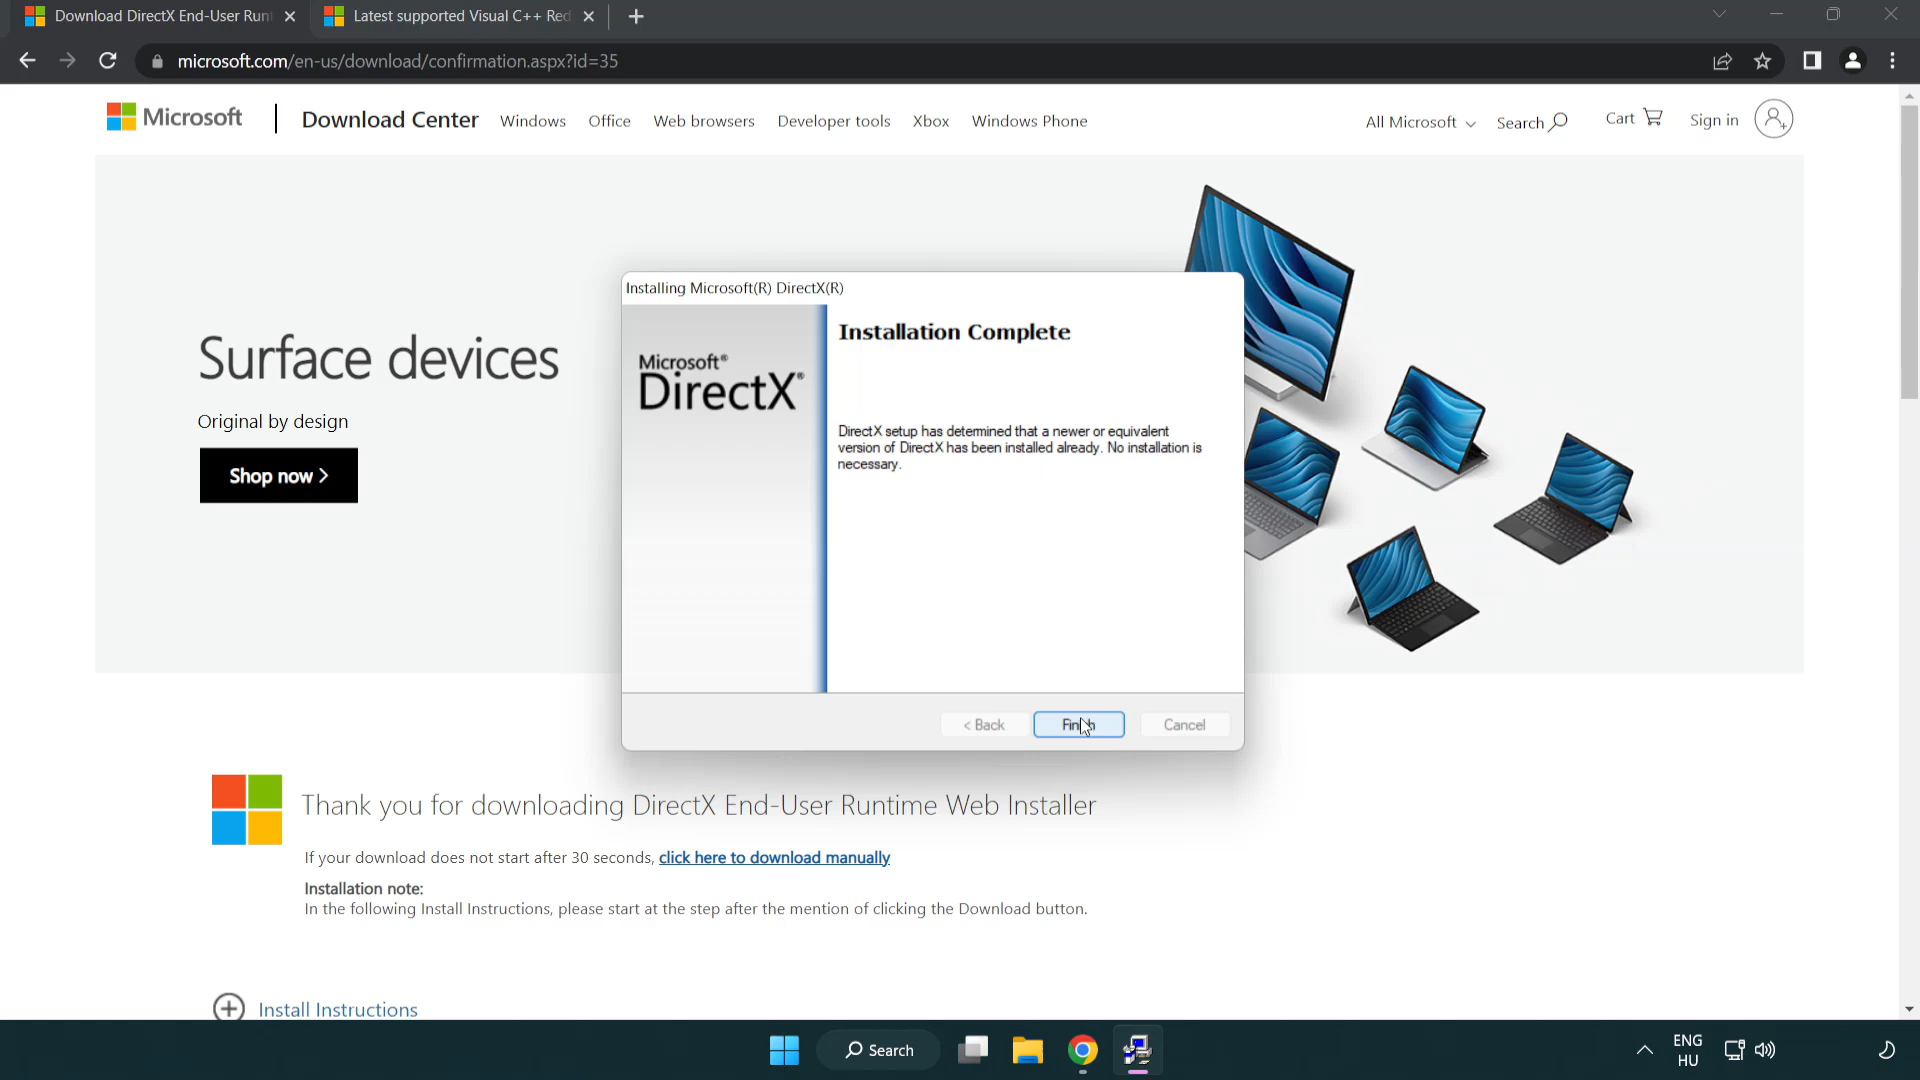 Download DirectX End-User Runt
Latest supported Visual C++ Red
microsoft.com/en-us/download/confirmation.aspx?id=35
Microsoft
Download Center
Windows
Office
Web browsers
Developer tools
Xbox
Windows Phone
All Microsoft
Search
Cart
Sign in
Surface devices
Original by design
Shop now
Installing Microsoft(R) DirectX(R)
Microsoft®
DirectX®
Installation Complete
DirectX setup has determined that a newer or equivalent
version of DirectX has been installed already. No installation is
necessary.
< Back
Finish
Cancel
Thank you for downloading DirectX End-User Runtime Web Installer
If your download does not start after 30 seconds, click here to download manually
Installation note:
In the following Install Instructions, please start at the step after the mention of clicking the Download button.
Install Instructions
Search
ENG
HU